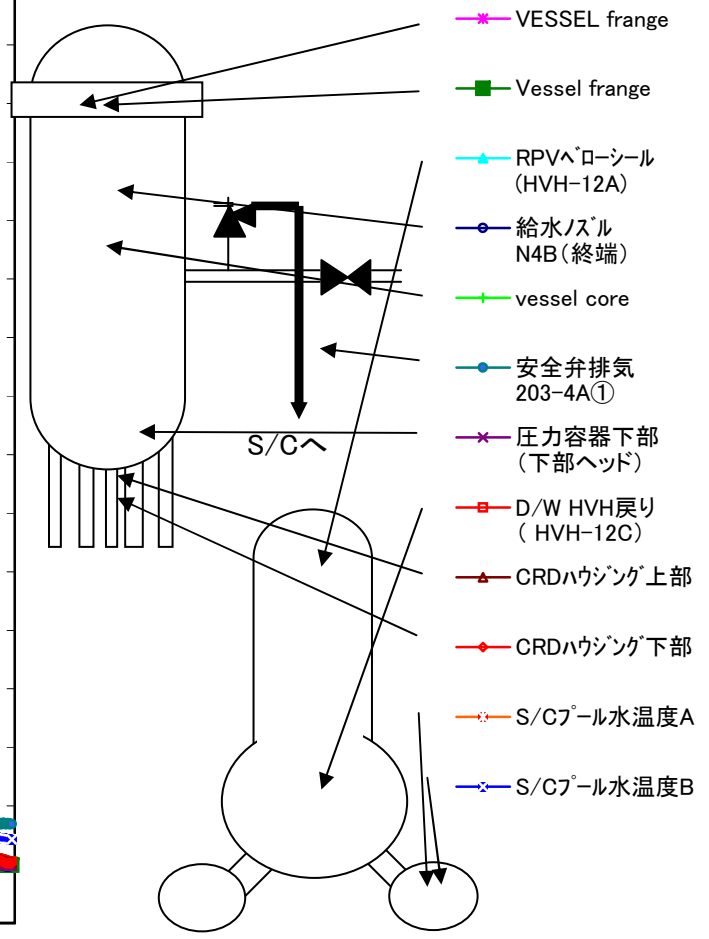 VESSEL frange
Vessel frange
RPVベローシール
(HVH-12A)
給水ノズル
N4B(終端)
vessel core
安全弁排気
203-4A①
圧力容器下部
(下部ヘッド)
D/W HVH戻り
( HVH-12C)
CRDハウジング上部
CRDハウジング下部
S/Cプール水温度A
S/Cプール水温度B
S/Cへ